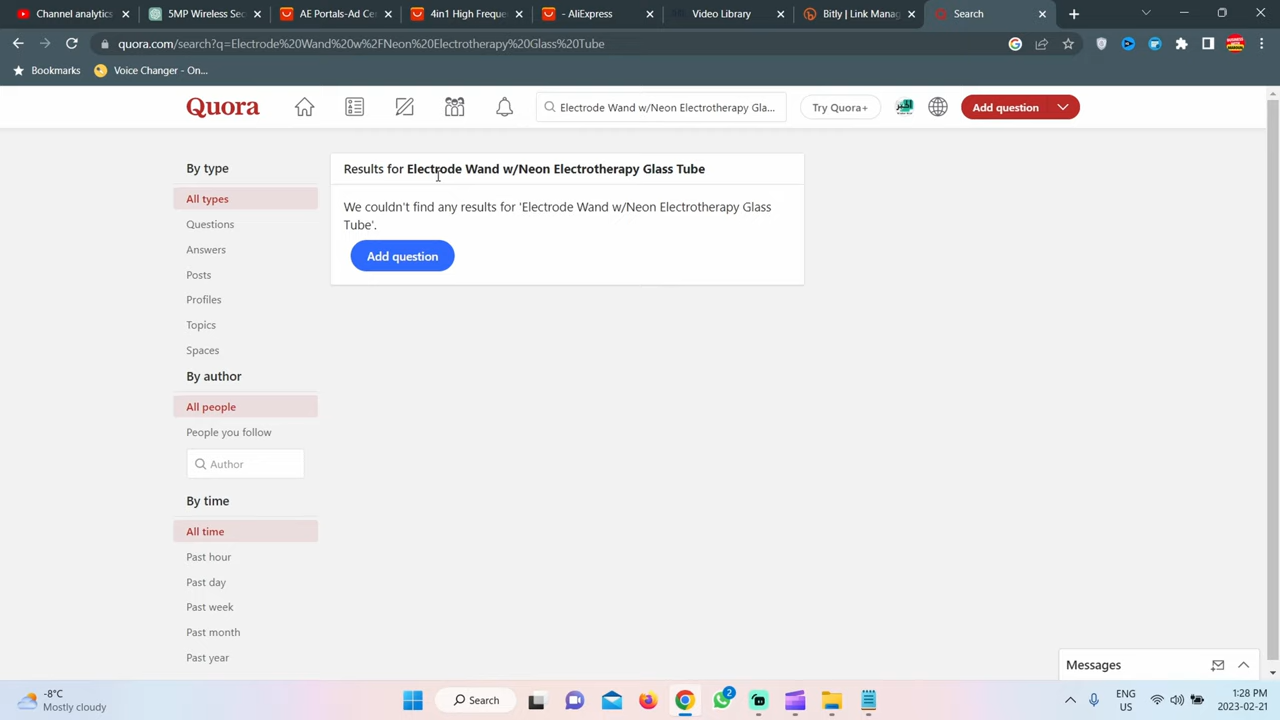 Channel analytics
5MP Wireless Sec
AE Portals-Ad Ce
4in1 High Freque
- AliExpress
Video Library
Bitly | Link Manag
Search
quora.com/search?q=Electrode%20Wand%20w%2FNeon%20Electrotherapy%20Glass%20Tube
Bookmarks
Voice Changer - On...
Quora
Electrode Wand w/Neon Electrotherapy Gla...
Try Quora+
Add question
By type
All types
Questions
Answers
Posts
Profiles
Topics
Spaces
By author
All people
People you follow
Author
By time
All time
Past hour
Past day
Past week
Past month
Past year
Results for Electrode Wand w/Neon Electrotherapy Glass Tube
We couldn't find any results for 'Electrode Wand w/Neon Electrotherapy Glass
Tube'.
Add question
Messages
-8°C
Mostly cloudy
Search
2
ENG
US
1:28 PM
2023-02-21